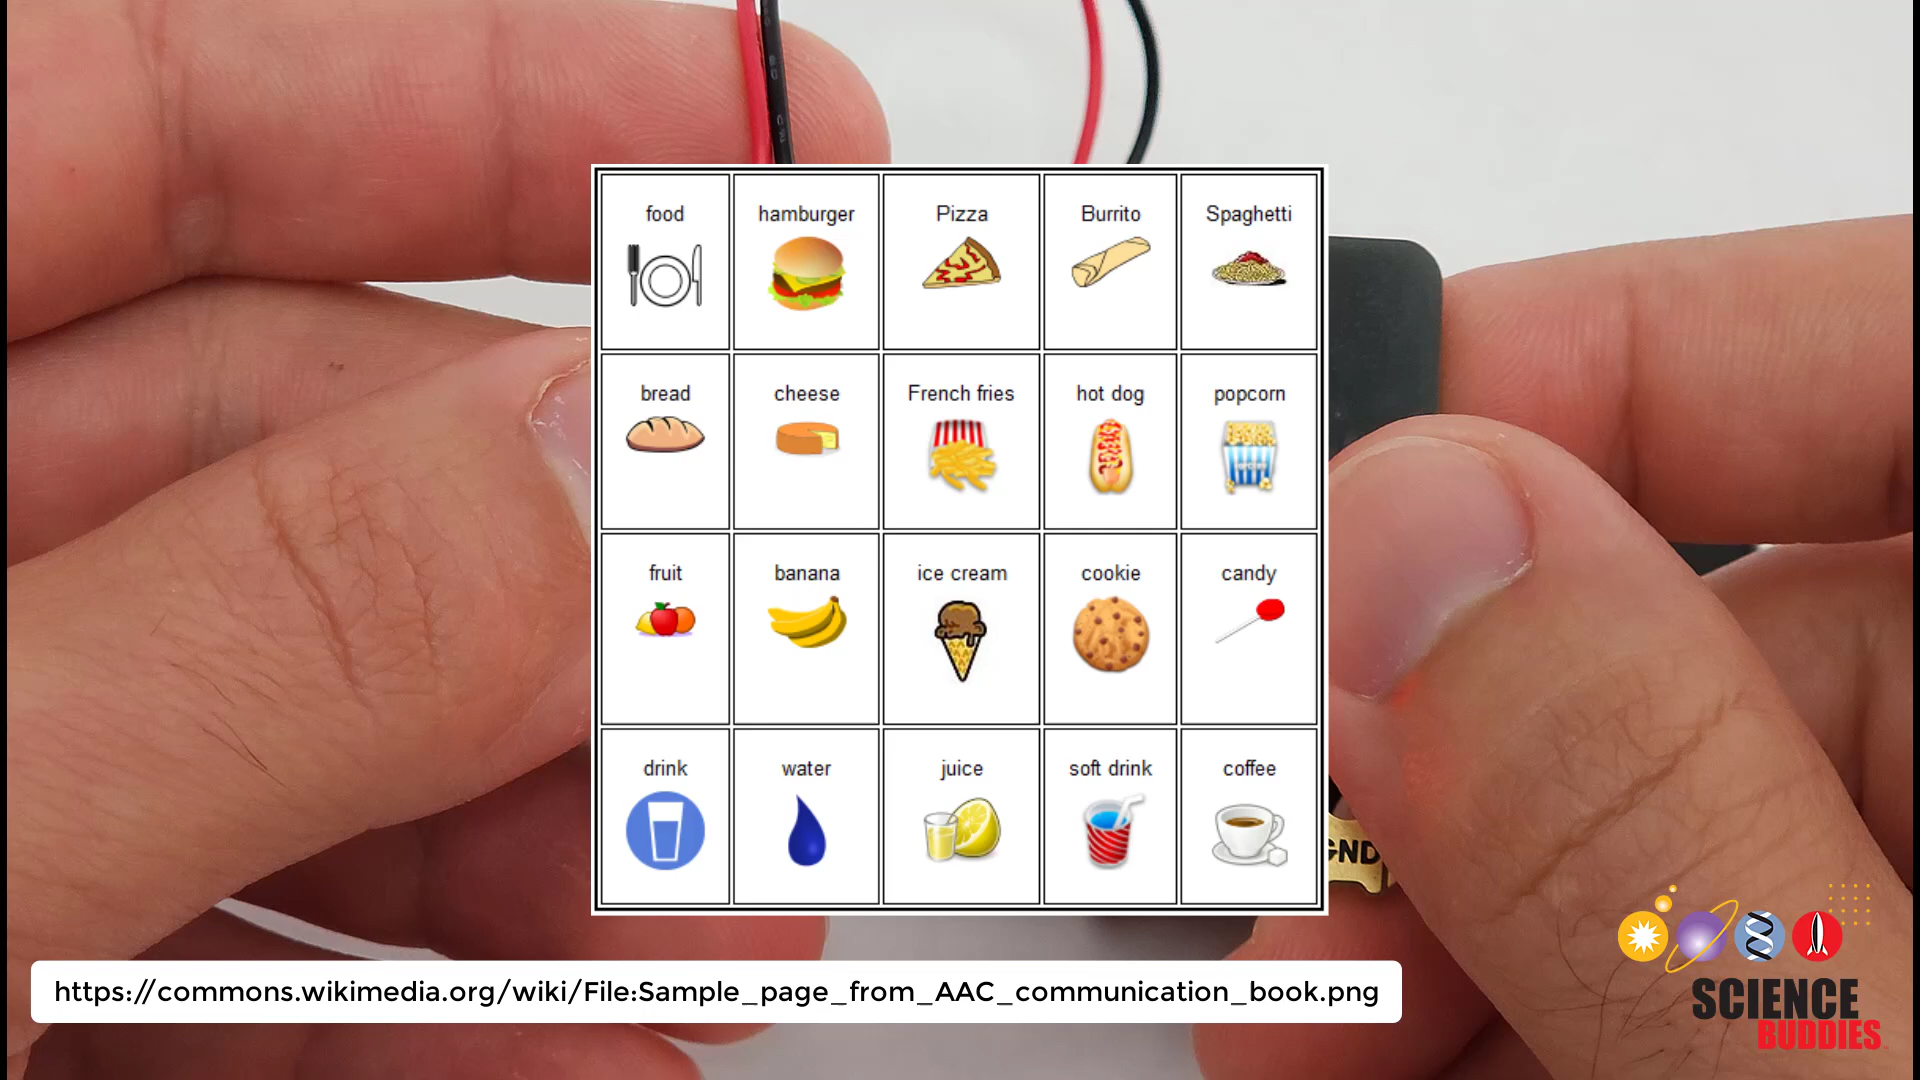 food hamburger Pizza Burrito Spaghetti
bread cheese French fries hot dog popcorn
fruit banana ice cream cookie candy
drink water juice soft drink coffee
GND
https://commons.wikimedia.org/wiki/File:Sample_page_from_AAC_communication_book.png
SCIENCE
BUDDIES